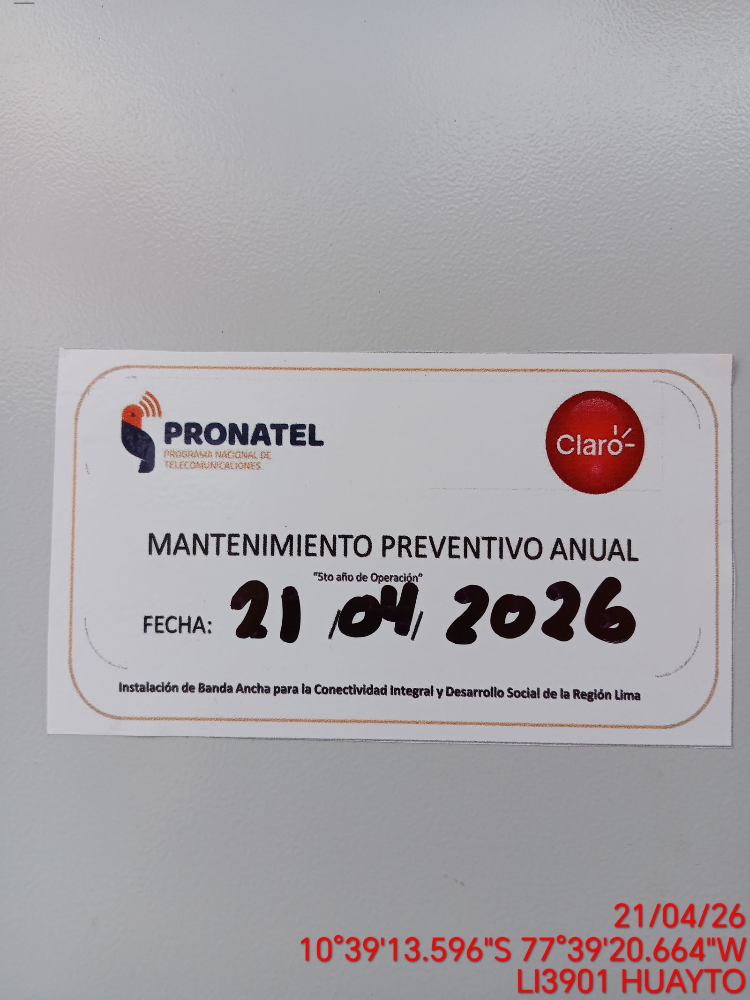 PRONATEL
PROGRAMA NACIONAL DE
TELECOMUNICACIONES
Claro
MANTENIMIENTO PREVENTIVO ANUAL
"5to año de Operación"
FECHA: 21/04/2026
Instalación de Banda Ancha para la Conectividad Integral y Desarrollo Social de la Región Lima
21/04/26
10°39'13.596"S 77°39'20.664"W
LI3901 HUAYTO